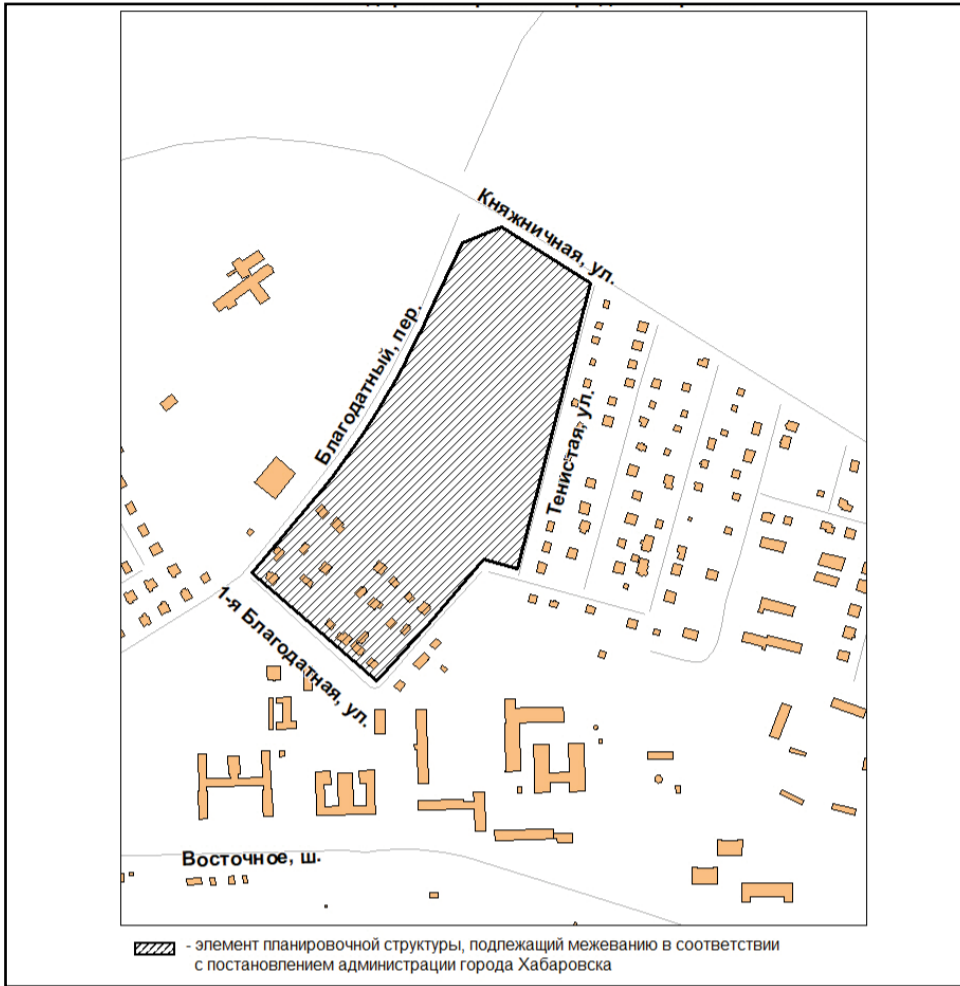 Княжничная, ул.
Благодатный, пер.
Тенистая, ул.
1-я Благодатная, ул.
Восточное, ш.
- элемент планировочной структуры, подлежащий межеванию в соответствии
с постановлением администрации города Хабаровска